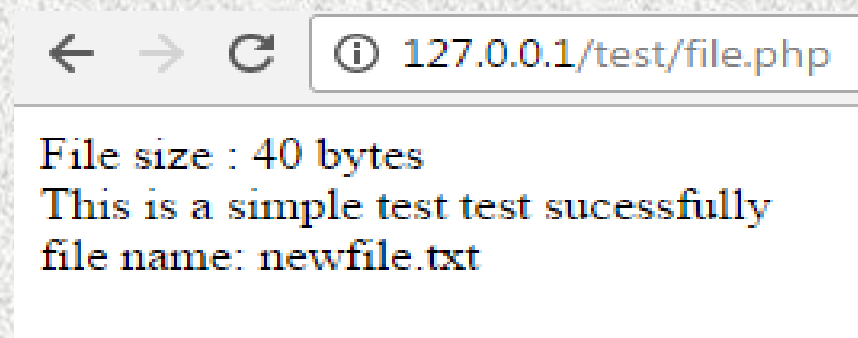 127.0.0.1/test/file.php
File size : 40 bytes
This is a simple test test sucessfully
file name: newfile.txt